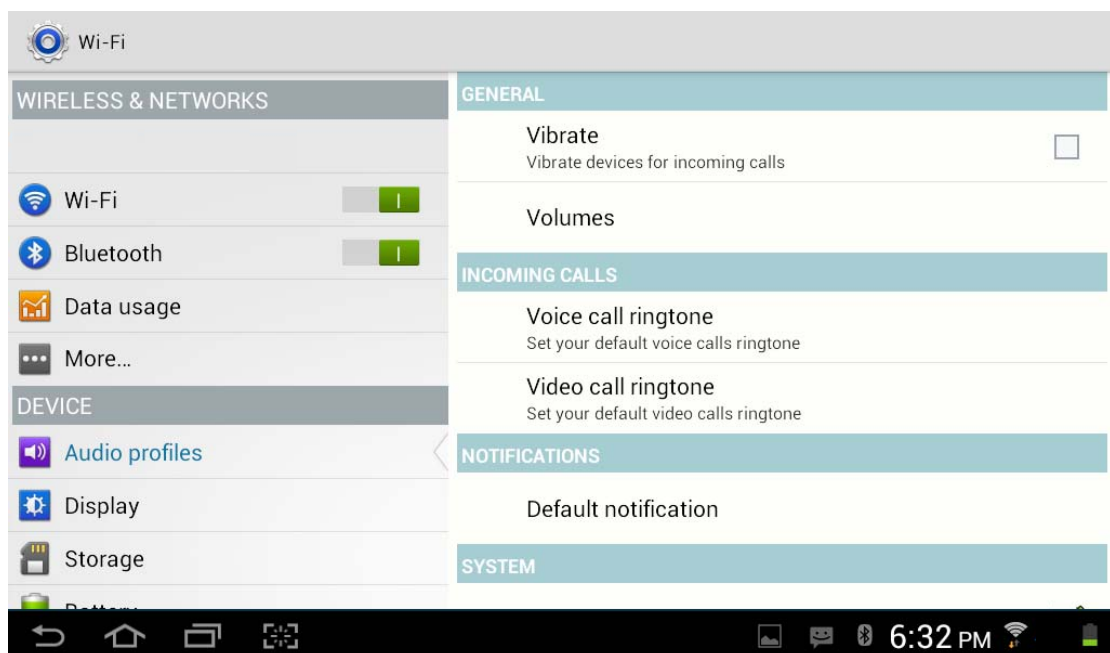 Wi-Fi
WIRELESS & NETWORKS
Wi-Fi
Bluetooth
Data usage
More...
DEVICE
Audio profiles
Display
Storage
GENERAL
Vibrate
Vibrate devices for incoming calls
Volumes
INCOMING CALLS
Voice call ringtone
Set your default voice calls ringtone
Video call ringtone
Set your default video calls ringtone
NOTIFICATIONS
Default notification
SYSTEM
6:32 PM